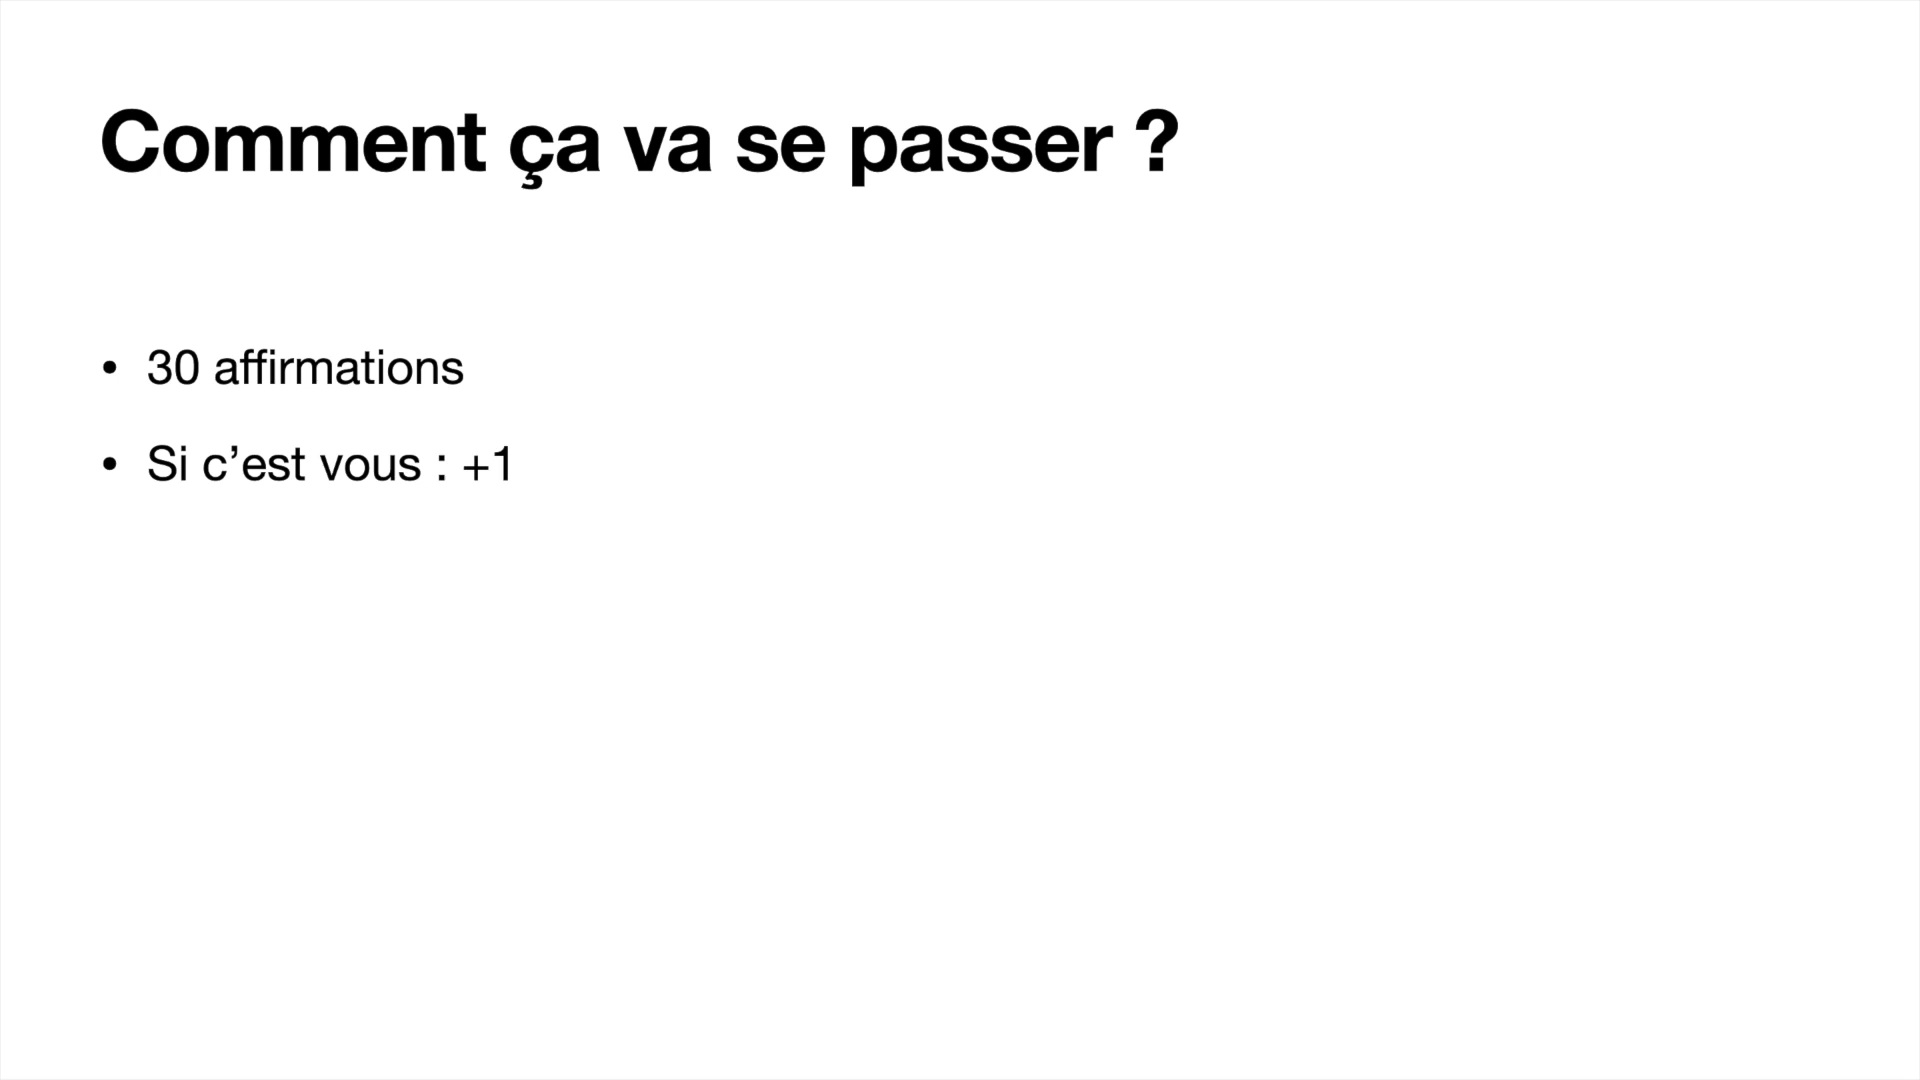 Comment ça va se passer ?
• 30 affirmations
• Si c’est vous : +1